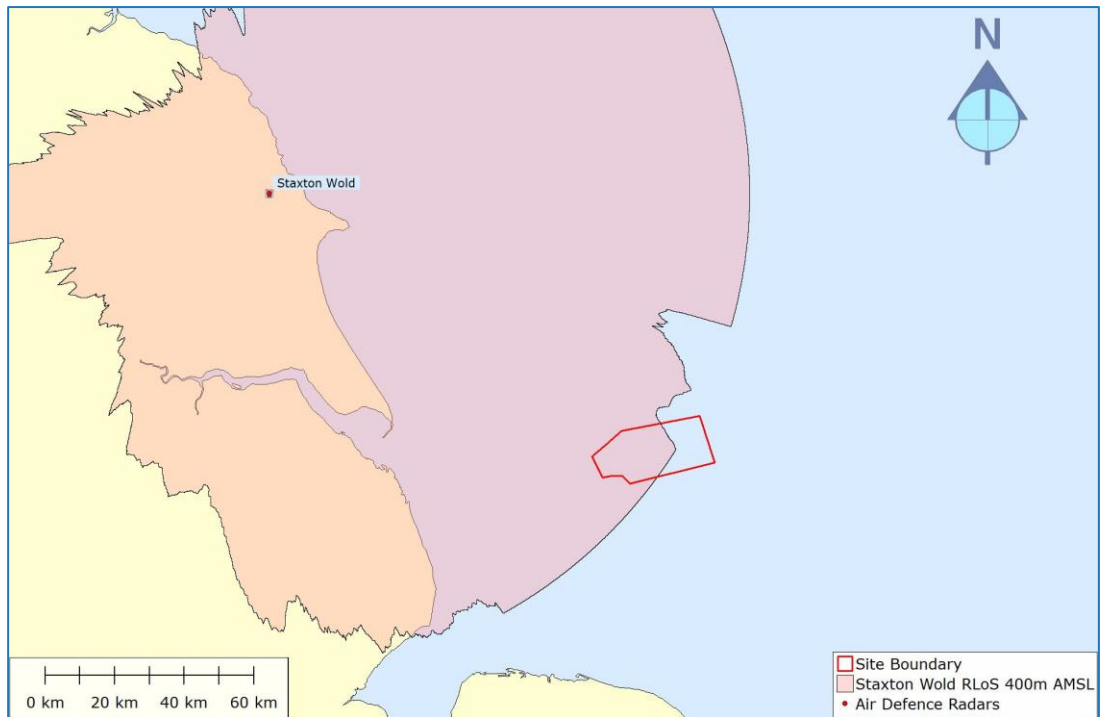 N
Staxton Wold
0 km 20 km 40 km 60 km
Site Boundary
Staxton Wold RLoS 400m AMSL
Air Defence Radars